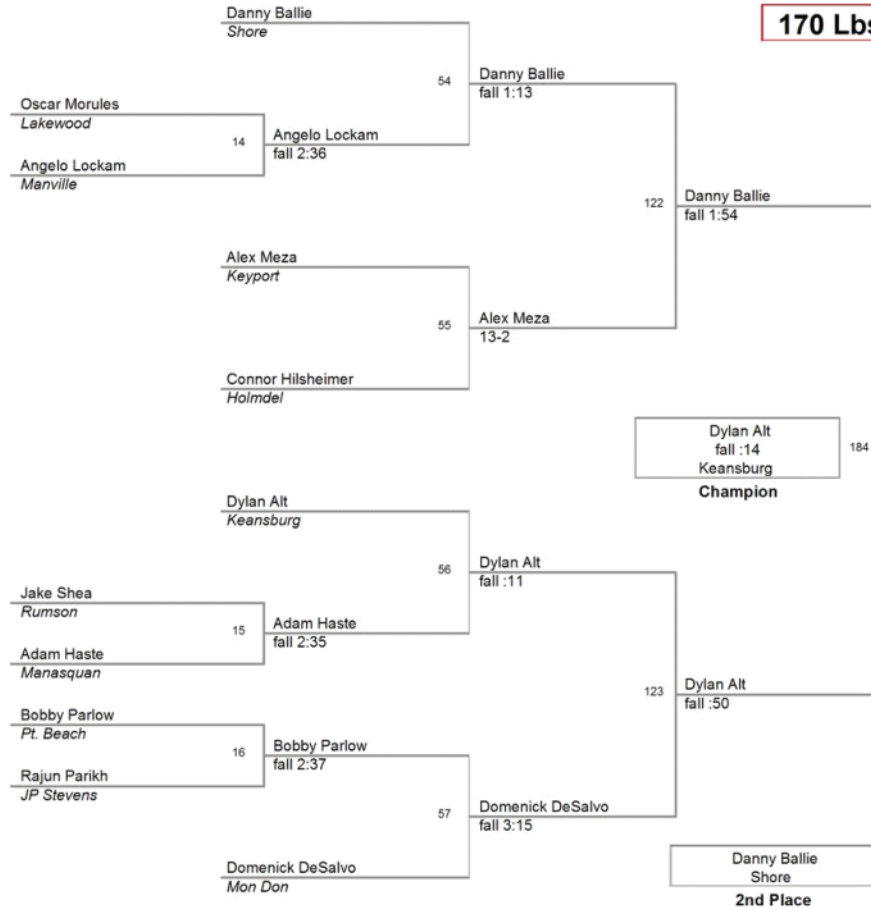 170 Lbs
Danny Ballie
Shore
54
Danny Ballie
fall 1:13
Oscar Morules
Lakewood
14
Angelo Lockam
fall 2:36
Angelo Lockam
Manville
122
Danny Ballie
fall 1:54
Alex Meza
Keyport
55
Alex Meza
13-2
Connor Hilsheimer
Holmdel
Dylan Alt
fall :14
Keansburg
184
Champion
Dylan Alt
Keansburg
56
Dylan Alt
fall :11
Jake Shea
Rumson
15
Adam Haste
fall 2:35
Adam Haste
Manasquan
123
Dylan Alt
fall :50
Bobby Parlow
Pt. Beach
16
Bobby Parlow
fall 2:37
Rajun Parikh
JP Stevens
57
Domenick DeSalvo
fall 3:15
Domenick DeSalvo
Mon Don
Danny Ballie
Shore
2nd Place